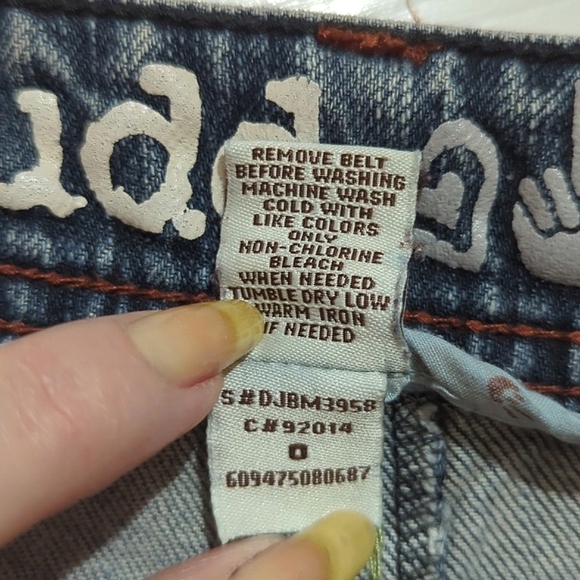 REMOVE BELT
BEFORE WASHING
MACHINE WASH
COLD WITH
LIKE COLORS
ONLY
NON-CHLORINE
BLEACH
WHEN NEEDED
TUMBLE DRY LOW
WARM IRON
IF NEEDED
S#DJBM3958
C#92014
0
609475080687